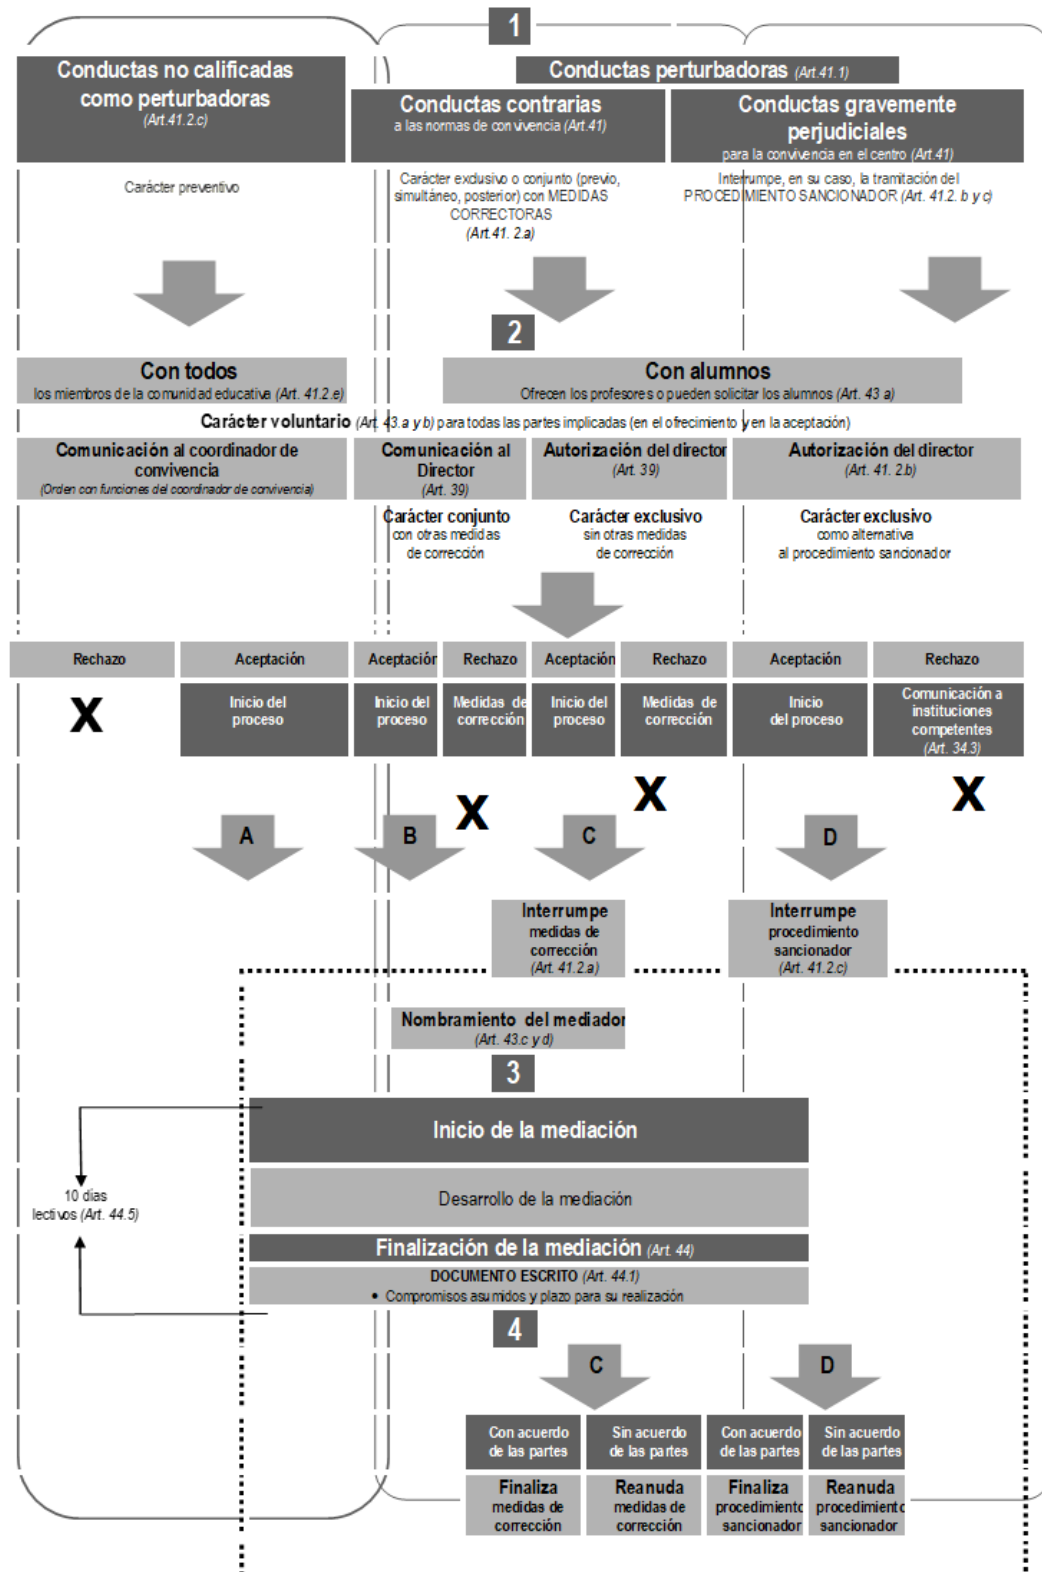 1
Conductas no calificadas
como perturbadoras
(Art.41.2.c)
Conductas perturbadoras (Art.41.1)
Conductas contrarias
a las normas de convivencia (Art.41)
Conductas gravemente
perjudiciales
para la convivencia en el centro (Art.41)
Carácter preventivo
Carácter exclusivo o conjunto (previo,
simultáneo, posterior) con MEDIDAS
CORRECTORAS
(Art.41. 2.a)
Interrumpe, en su caso, la tramitación del
PROCEDIMIENTO SANCIONADOR (Art. 41.2. b y c)
2
Con todos
los miembros de la comunidad educativa (Art. 41.2.e)
Con alumnos
Ofrecen los profesores o pueden solicitar los alumnos (Art. 43 a)
Carácter voluntario (Art. 43.a y b) para todas las partes implicadas (en el ofrecimiento y en la aceptación)
Comunicación al coordinador de
convivencia
(Orden con funciones del coordinador de convivencia)
Comunicación al
Director
(Art. 39)
Autorización del director
(Art. 39)
Autorización del director
(Art. 41. 2.b)
Carácter conjunto
con otras medidas
de corrección
Carácter exclusivo
sin otras medidas
de corrección
Carácter exclusivo
como alternativa
al procedimiento sancionador
Rechazo
Aceptación
Aceptación
Rechazo
Aceptación
Rechazo
Aceptación
Rechazo
X
Inicio del
proceso
Inicio del
proceso
Medidas de
corrección
Inicio del
proceso
Medidas de
corrección
Inicio
del proceso
Comunicación a
instituciones
competentes
(Art. 34.3)
X
X
X
A
B
C
D
Interrumpe
medidas de
corrección
(Art. 41.2.a)
Interrumpe
procedimiento
sancionador
(Art. 41.2.c)
Nombramiento del mediador
(Art. 43.c y d)
3
Inicio de la mediación
Desarrollo de la mediación
10 días
lectivos (Art. 44.5)
Finalización de la mediación (Art. 44)
DOCUMENTO ESCRITO (Art. 44.1)
• Compromisos asumidos y plazo para su realización
4
C
D
Con acuerdo
de las partes
Sin acuerdo
de las partes
Con acuerdo
de las partes
Sin acuerdo
de las partes
Finaliza
medidas de
corrección
Reanuda
medidas de
corrección
Finaliza
procedimiento
sancionador
Reanuda
procedimiento
sancionador